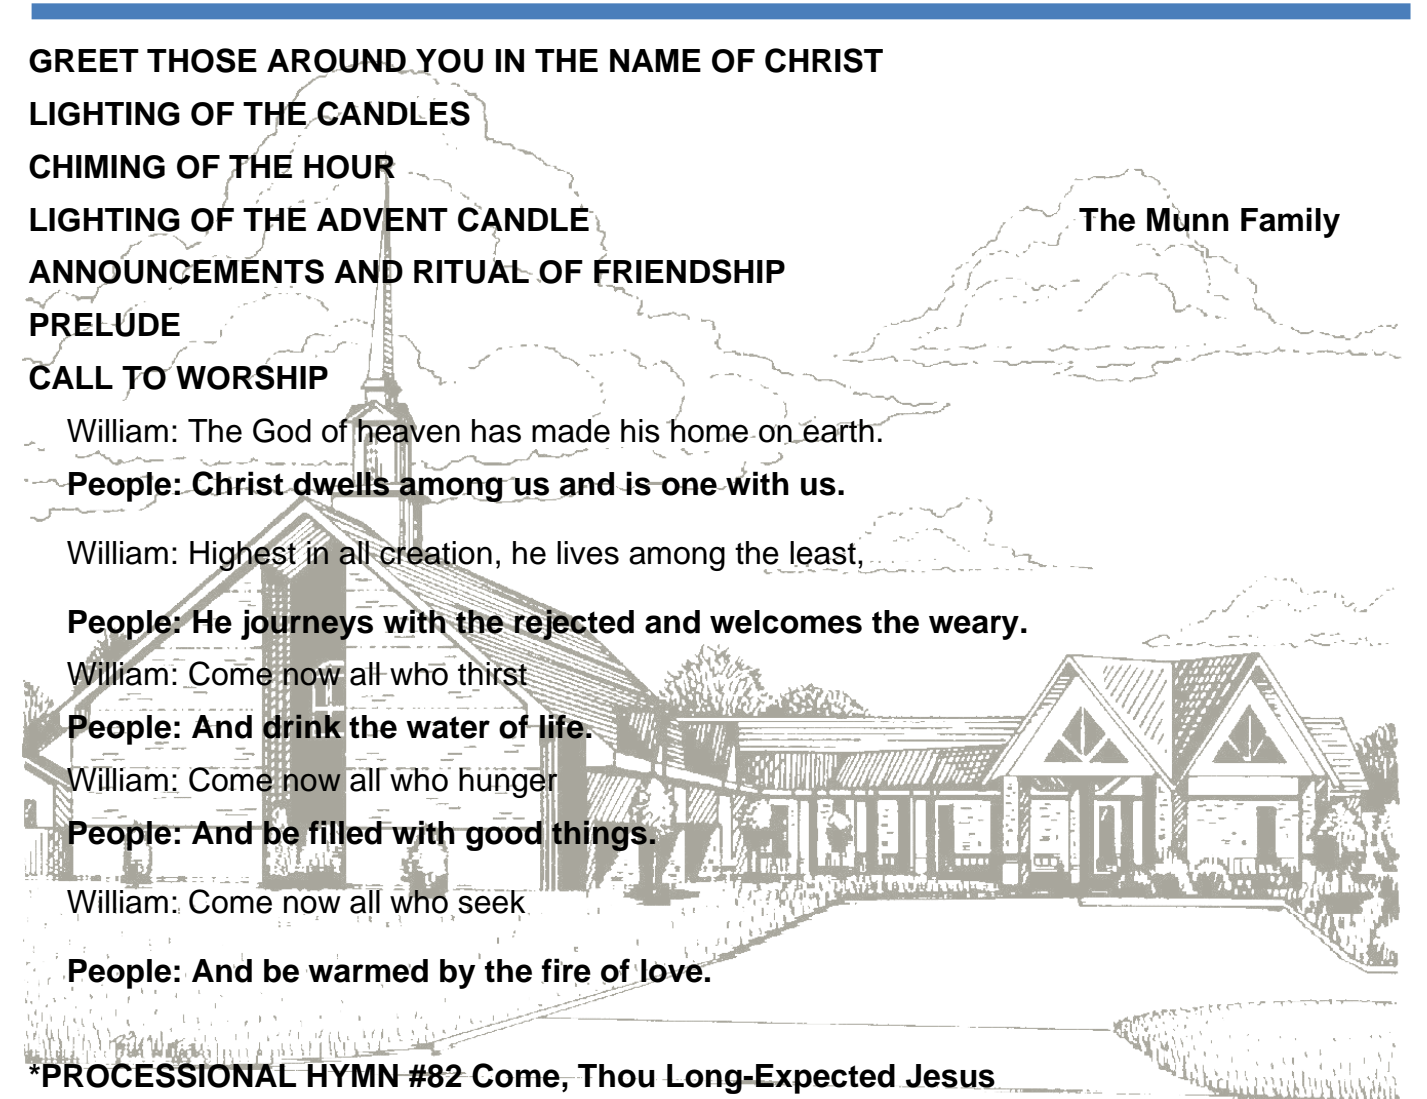 GREET THOSE AROUND YOU IN THE NAME OF CHRIST
LIGHTING OF THE CANDLES
CHIMING OF THE HOUR
LIGHTING OF THE ADVENT CANDLE The Munn Family
ANNOUNCEMENTS AND RITUAL OF FRIENDSHIP
PRELUDE
CALL TO WORSHIP
William: The God of heaven has made his home on earth.
People: Christ dwells among us and is one with us.
William: Highest in all creation, he lives among the least,
People: He journeys with the rejected and welcomes the weary.
William: Come now all who thirst
People: And drink the water of life.
William: Come now all who hunger
People: And be filled with good things.
William: Come now all who seek
People: And be warmed by the fire of love.
*PROCESSIONAL HYMN #82 Come, Thou Long-Expected Jesus